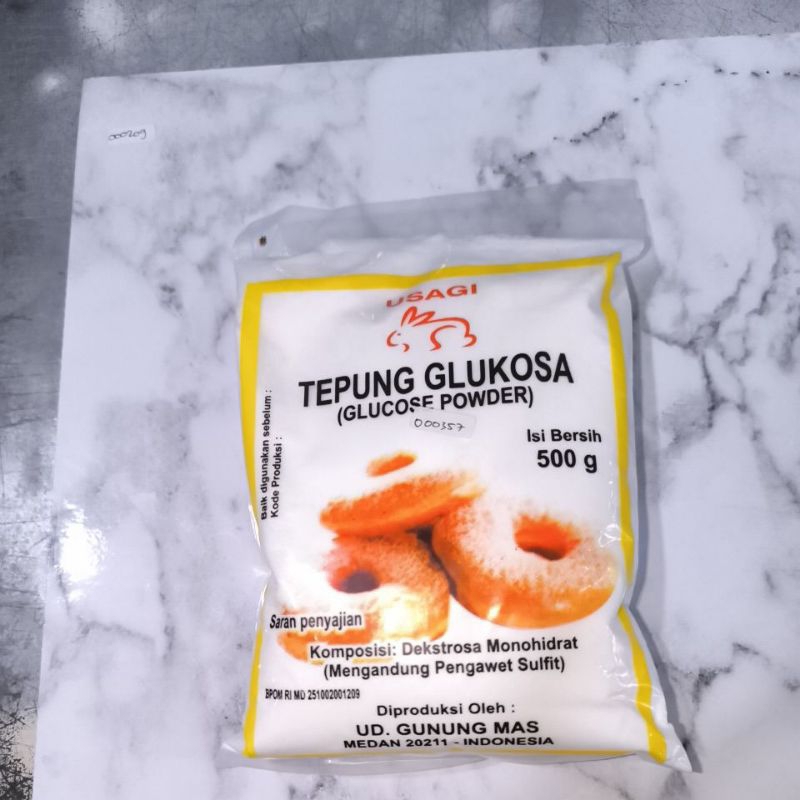 000209
USAGI
TEPUNG GLUKOSA
(GLUCOSE POWDER)
000357
Isi Bersih
500 g
Baik digunakan sebelum :
Kode Produksi :
Saran penyajian
Komposisi: Dekstrosa Monohidrat
(Mengandung Pengawet Sulfit)
BPOM RI MD 251002001209
Diproduksi Oleh :
UD. GUNUNG MAS
MEDAN 20211 - INDONESIA